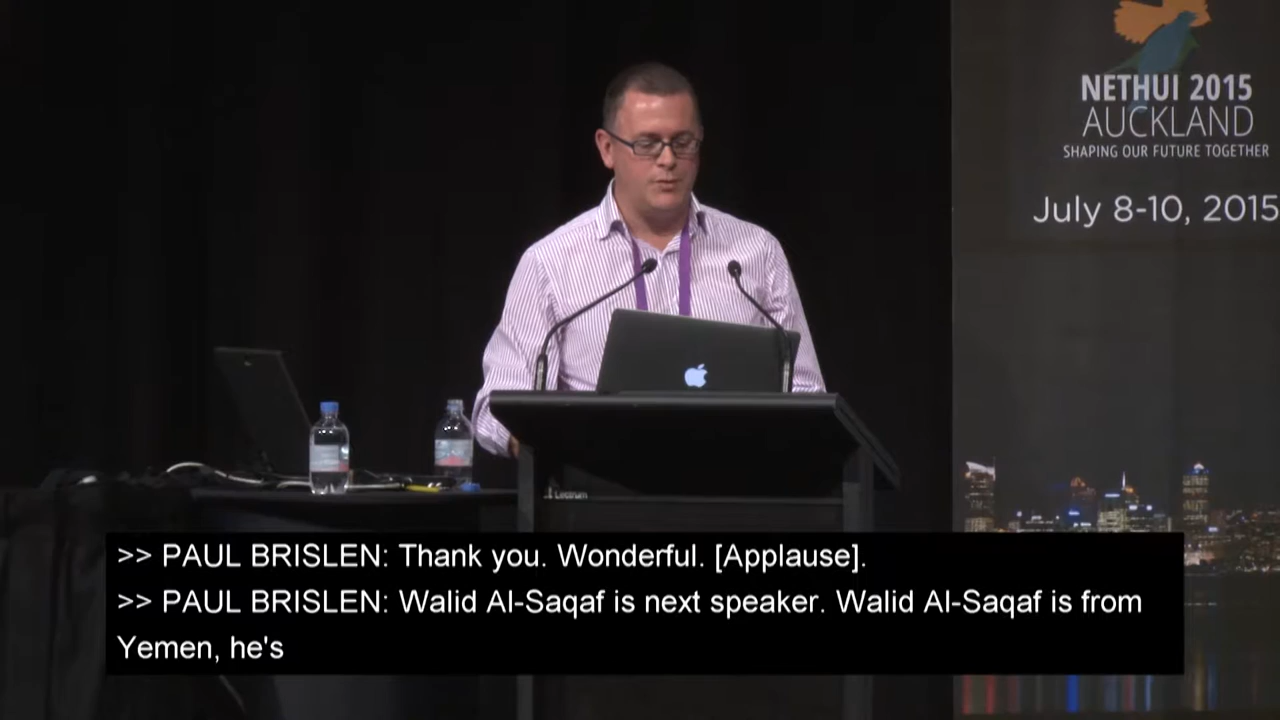 NETHUI 2015
AUCKLAND
SHAPING OUR FUTURE TOGETHER
July 8-10, 2015
>> PAUL BRISLEN: Thank you. Wonderful. [Applause].
>> PAUL BRISLEN: Walid Al-Saqaf is next speaker. Walid Al-Saqaf is from
Yemen, he's